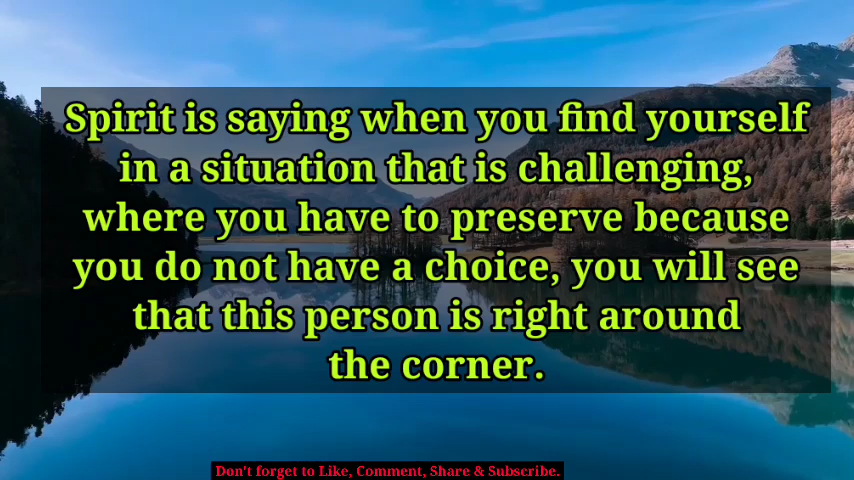 Spirit is saying when you find yourself
in a situation that is challenging,
where you have to preserve because
you do not have a choice, you will see
that this person is right around
the corner.
Don't forget to Like, Comment, Share & Subscribe.